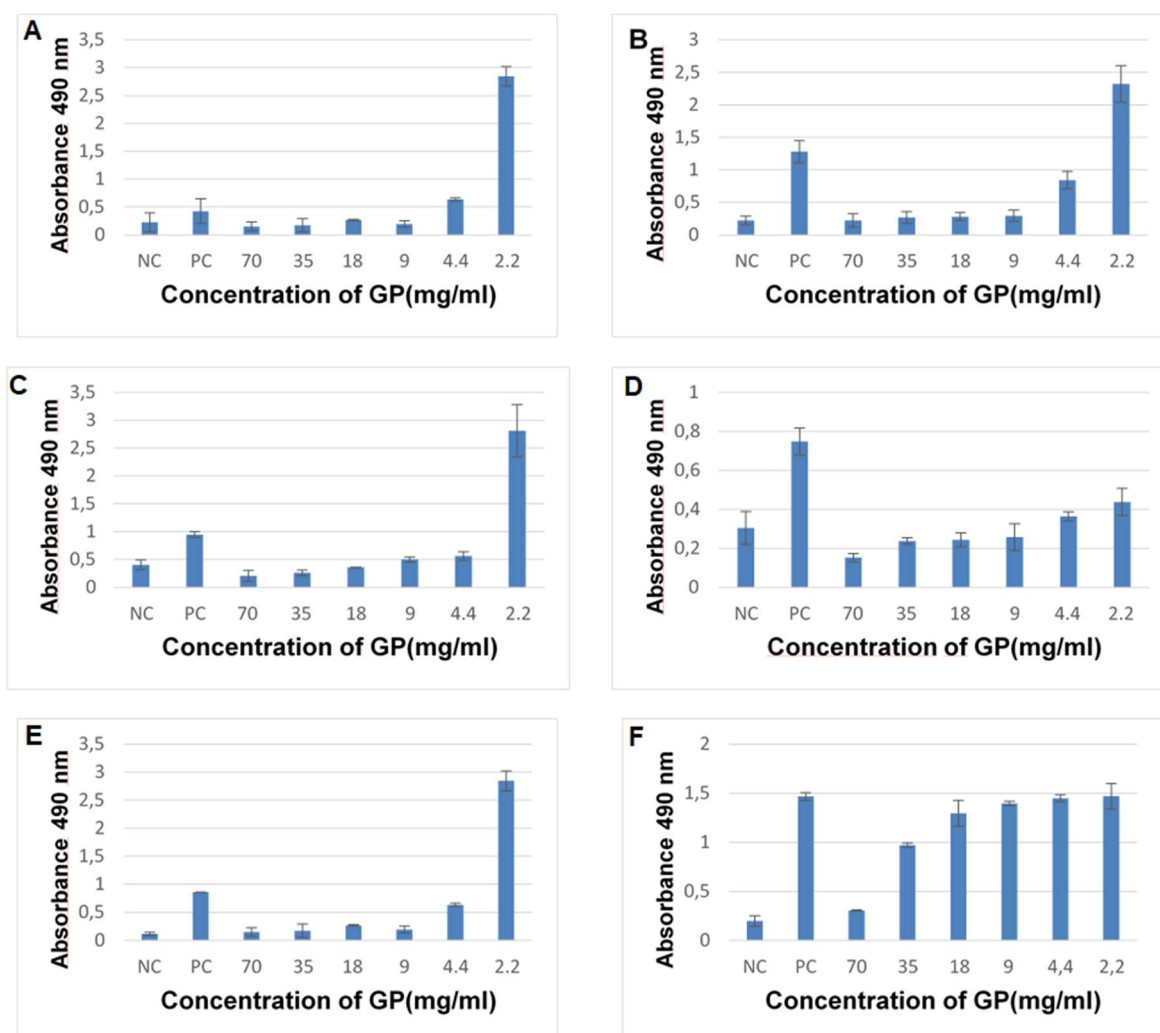 A
Absorbance 490 nm
3,5
3
2,5
2
1,5
1
0,5
0
NC PC 70 35 18 9 4.4 2.2
Concentration of GP(mg/ml)
B
Absorbance 490 nm
3
2,5
2
1,5
1
0,5
0
NC PC 70 35 18 9 4.4 2.2
Concentration of GP(mg/ml)
C
Absorbance 490 nm
3,5
3
2,5
2
1,5
1
0,5
0
NC PC 70 35 18 9 4.4 2.2
Concentration of GP(mg/ml)
D
Absorbance 490 nm
1
0,8
0,6
0,4
0,2
0
NC PC 70 35 18 9 4.4 2.2
Concentration of GP(mg/ml)
E
Absorbance 490 nm
3,5
3
2,5
2
1,5
1
0,5
0
NC PC 70 35 18 9 4.4 2.2
Concentration of GP(mg/ml)
F
Absorbance 490 nm
2
1,5
1
0,5
0
NC PC 70 35 18 9 4,4 2,2
Concentration of GP(mg/ml)